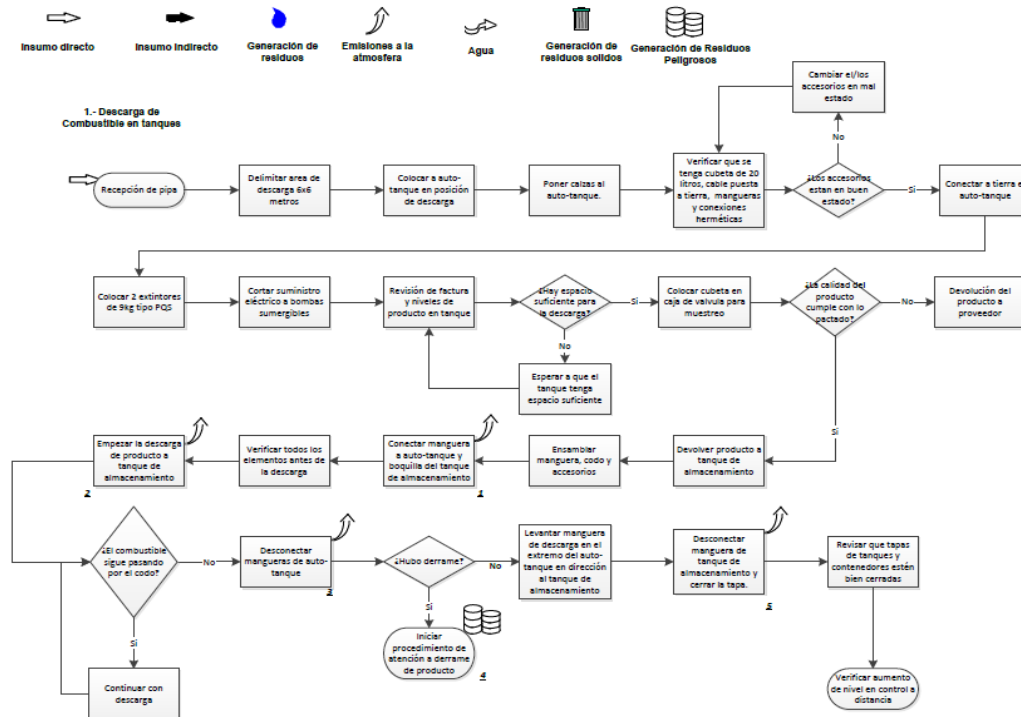 Insumo directo
Insumo Indirecto
Generación de
residuos
Emisiones a la
atmosfera
Agua
Generación de
residuos solidos
Generación de Residuos
Peligrosos
1.- Descarga de
Combustible en tanques
Cambiar el/los
accesorios en mal
estado
No
Recepción de pipa
Delimitar area de
descarga 6x6
metros
Colocar a auto-
tanque en posición
de descarga
Poner calzas al
auto-tanque.
Verificar que se
tenga cubeta de 20
litros, cable puesta
a tierra, mangueras
y conexiones
herméticas
¿Los accesorios
estan en buen
estado?
Si
Conectar a tierra el
auto-tanque
Colocar 2 extintores
de 9kg tipo PQS
Cortar suministro
eléctrico a bombas
sumergibles
Revisión de factura
y niveles de
producto en tanque
¿Hay espacio
suficiente para
la descarga?
Si
Colocar cubeta en
caja de valvula para
muestreo
¿La calidad del
producto
cumple con lo
pactado?
No
Devolución del
producto a
proveedor
No
Esperar a que el
tanque tenga
espacio suficiente
Si
Empezar la descarga
de producto a
tanque de
almacenamiento
2
Verificar todos los
elementos antes de
la descarga
Conectar manguera
a auto-tanque y
boquilla del tanque
de almacenamiento
1
Ensamblar
manguera, codo y
accesorios
Devolver producto a
tanque de
almacenamiento
¿El combustible
sigue pasando
por el codo?
No
Desconectar
mangueras de auto-
tanque
3
¿Hubo derrame?
No
Levantar manguera
de descarga en el
extremo del auto-
tanque en dirección
al tanque de
almacenamiento
Desconectar
manguera de
tanque de
almacenamiento y
cerrar la tapa.
5
Revisar que tapas
de tanques y
contenedores estén
bien cerradas
Si
Continuar con
descarga
Si
Iniciar
procedimiento de
atención a derrame
de producto
4
Verificar aumento
de nivel en control a
distancia